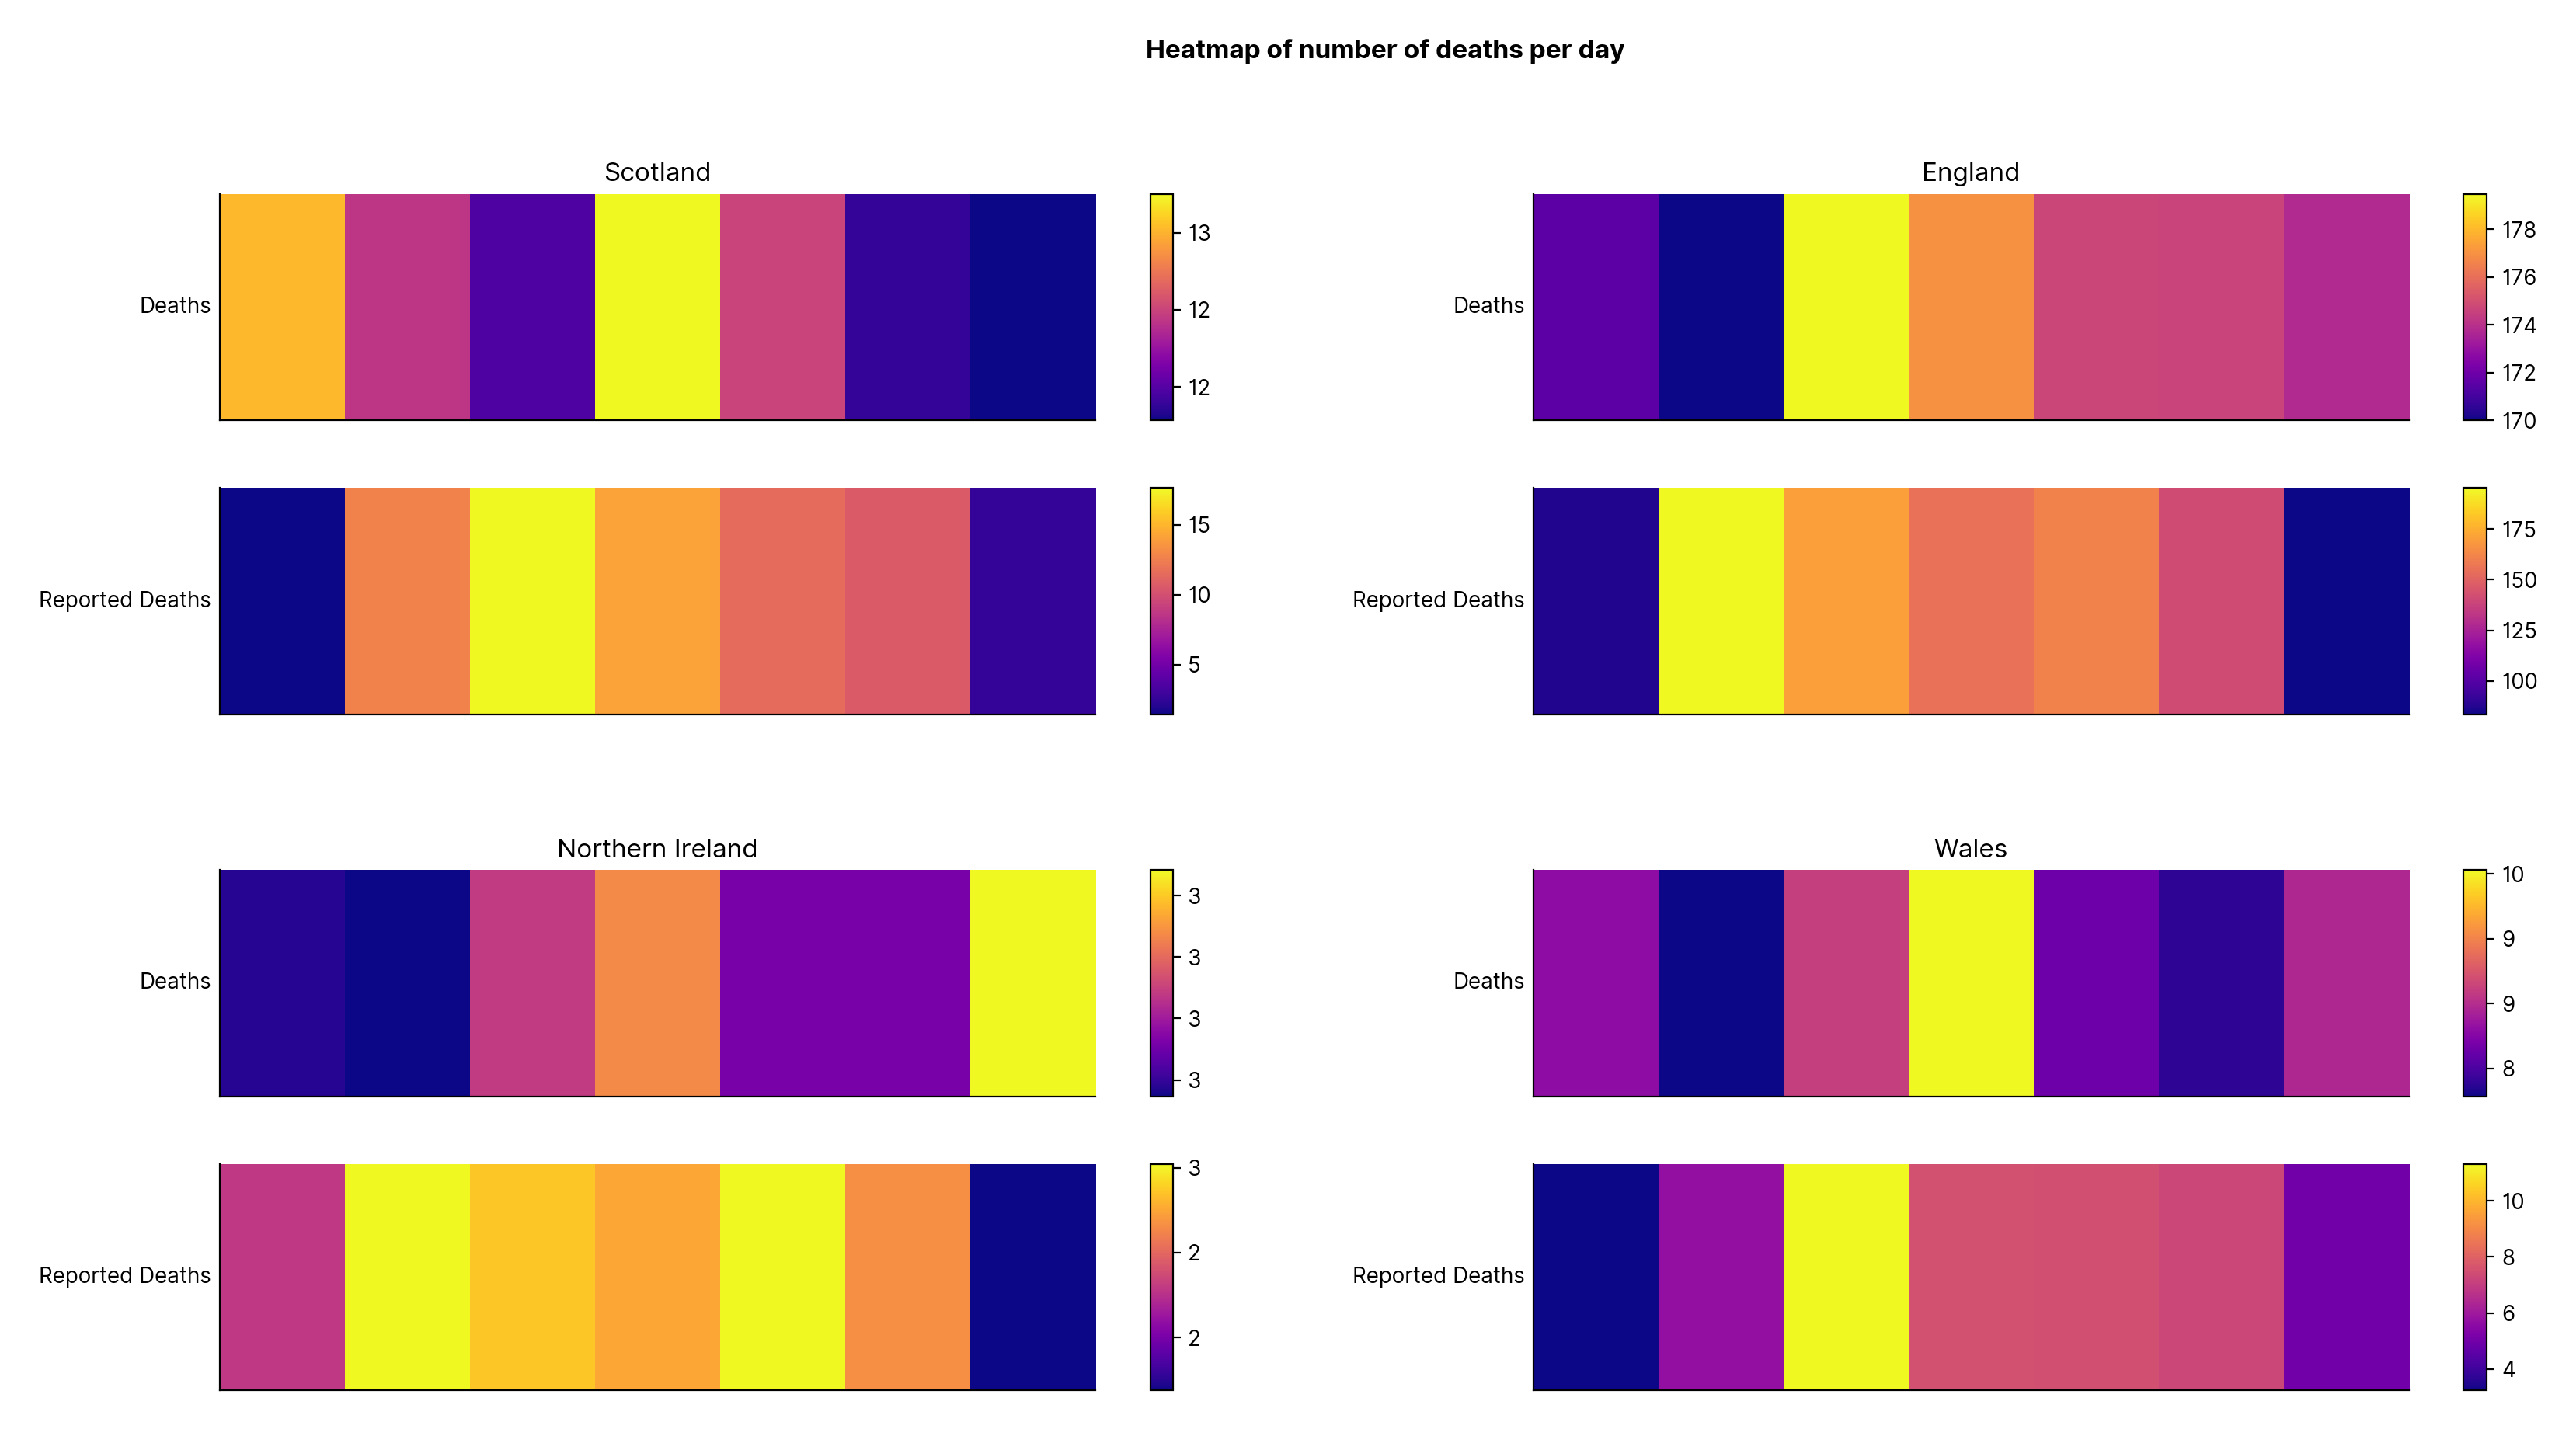 Heatmap of number of deaths per day
Scotland
Deaths
13
12
12
Reported Deaths
15
10
5
England
Deaths
178
176
174
172
170
Reported Deaths
175
150
125
100
Northern Ireland
Deaths
3
3
3
3
Reported Deaths
3
2
2
Wales
Deaths
10
9
9
8
Reported Deaths
10
8
6
4